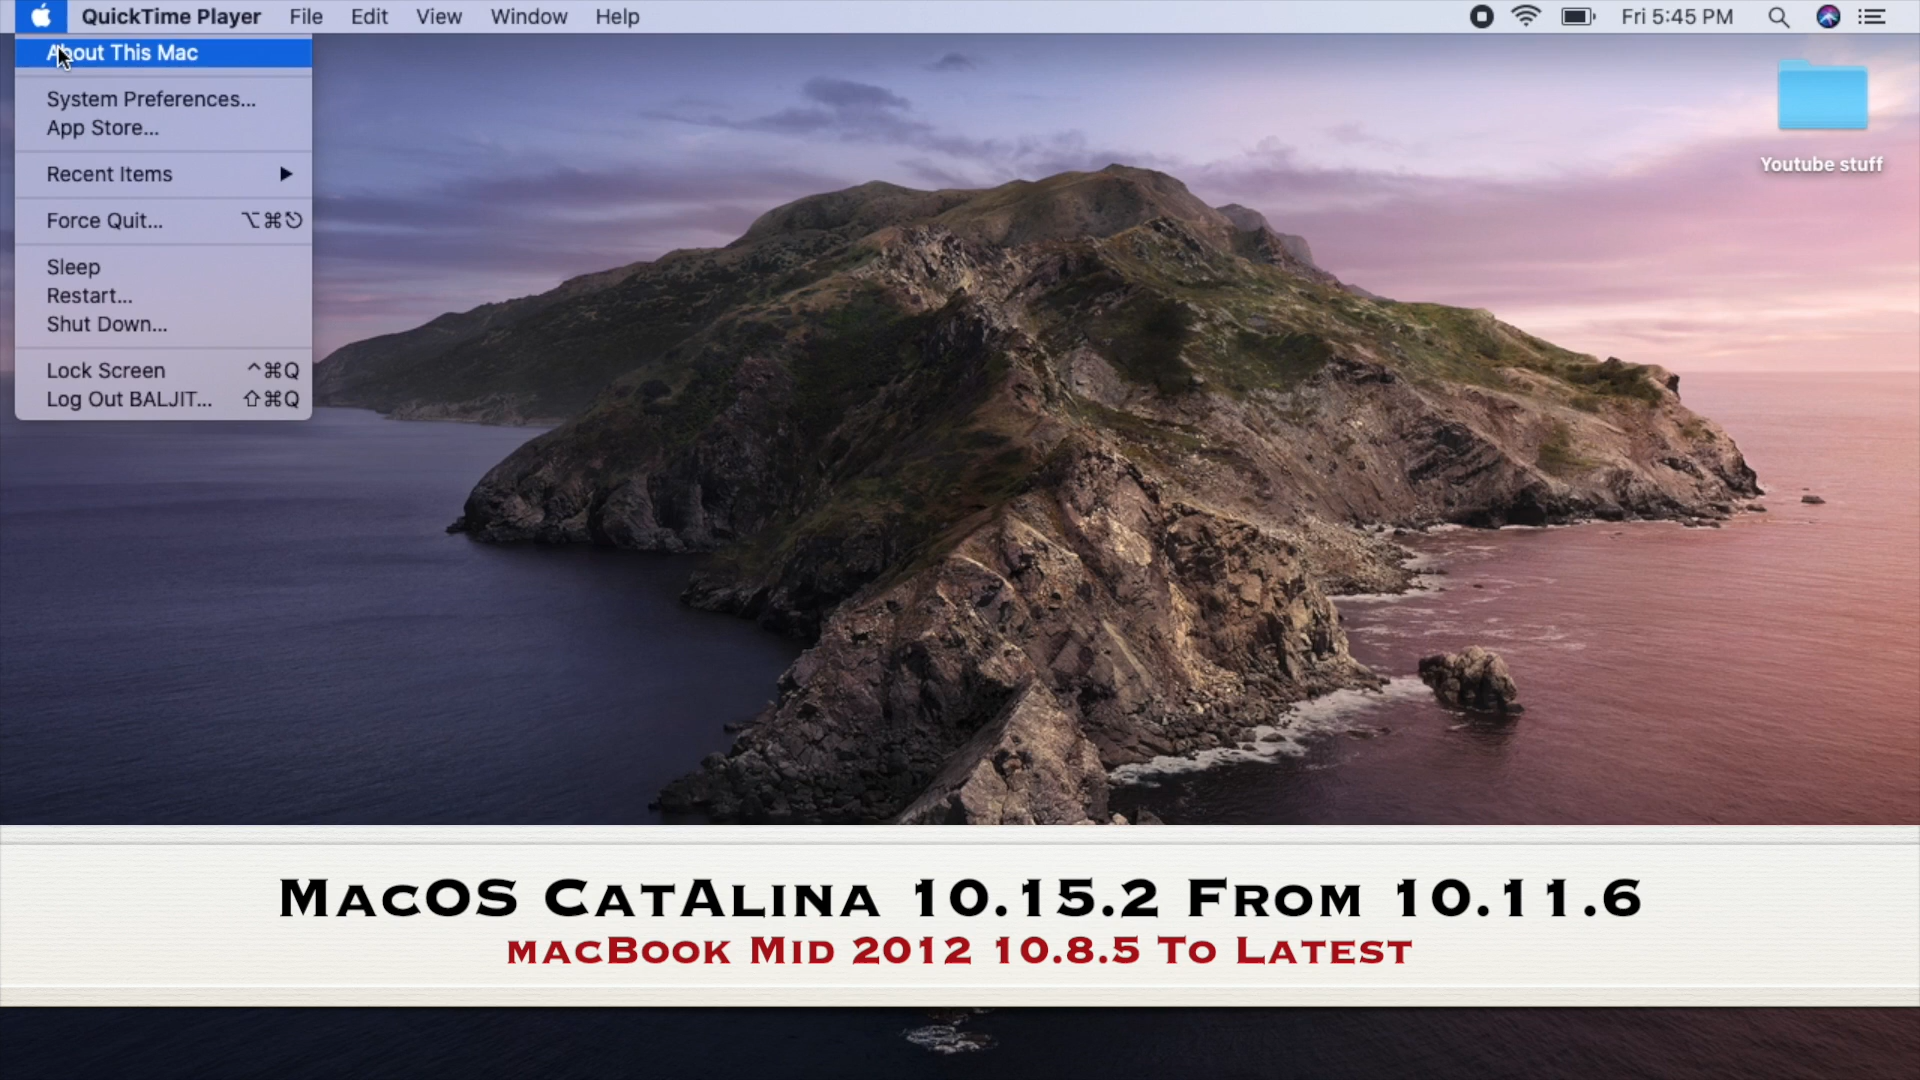 QuickTime Player File Edit View Window Help Fri 5:45 PM
About This Mac
System Preferences...
App Store...
Recent Items
Force Quit... ⌥⌘⎋
Sleep
Restart...
Shut Down...
Lock Screen ^⌘Q
Log Out BALJIT... ⇧⌘Q
Youtube stuff
MacOS CatAlina 10.15.2 From 10.11.6
macBook Mid 2012 10.8.5 To Latest